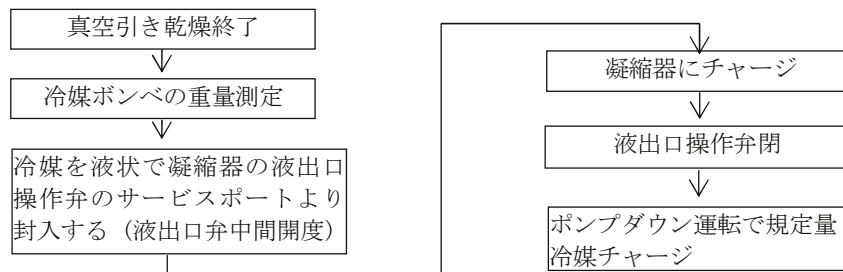 真空引き乾燥終了
冷媒ボンベの重量測定
冷媒を液状で凝縮器の液出口
操作弁のサービスポートより
封入する（液出口弁中間開度）
凝縮器にチャージ
液出口操作弁閉
ポンプダウン運転で規定量
冷媒チャージ